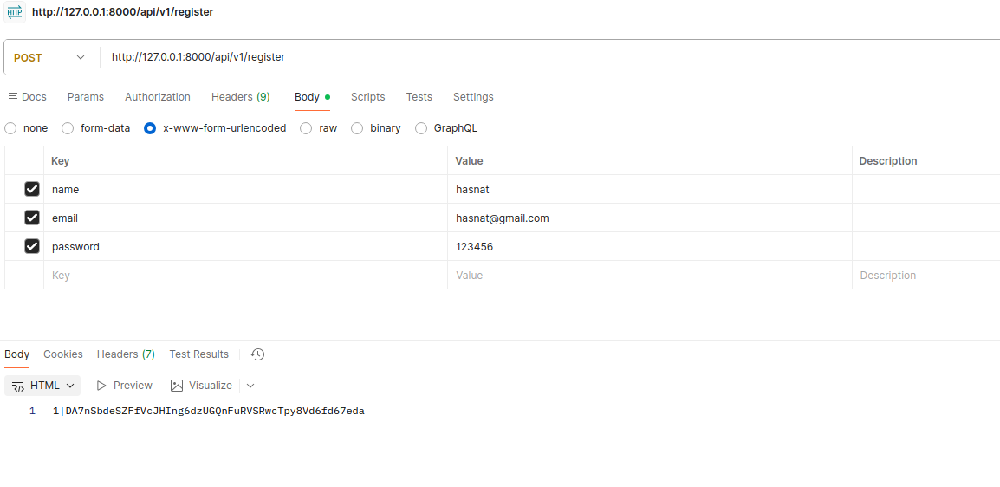 HTTP http://127.0.0.1:8000/api/v1/register
POST http://127.0.0.1:8000/api/v1/register
Docs Params Authorization Headers (9) Body Scripts Tests Settings
none form-data x-www-form-urlencoded raw binary GraphQL
Key Value Description
name hasnat
email hasnat@gmail.com
password 123456
Key Value Description
Body Cookies Headers (7) Test Results
HTML Preview Visualize
1 1|DA7nSbdeSZFfVcJHIng6dzUGQnFuRVSRwcTpy8Vd6fd67eda